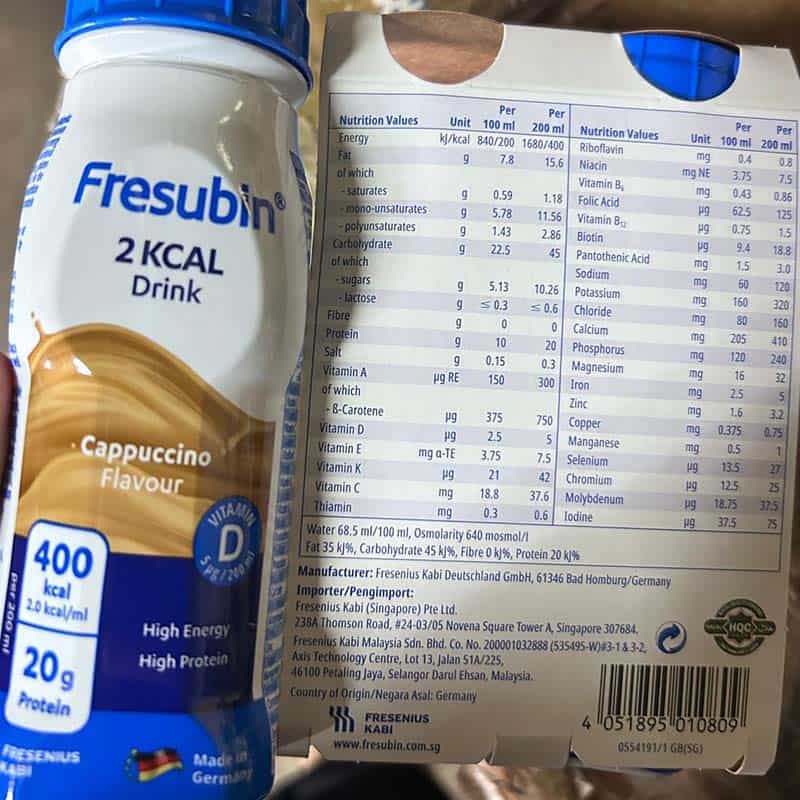 Fresubin®
2 KCAL
Drink
Cappuccino
Flavour
VITAMIN
D
5 µg/200 ml
400
kcal
2.0 kcal/ml
20g
Protein
per 200 ml
High Energy
High Protein
FRESENIUS
KABI
Made in
Germany
Nutrition Values Unit Per 100 ml Per 200 ml
Energy kJ/kcal 840/200 1680/400
Fat g 7.8 15.6
of which
- saturates g 0.59 1.18
- mono-unsaturates g 5.78 11.56
- polyunsaturates g 1.43 2.86
Carbohydrate g 22.5 45
of which
- sugars g 5.13 10.26
- lactose g ≤ 0.3 ≤ 0.6
Fibre g 0 0
Protein g 10 20
Salt g 0.15 0.3
Vitamin A µg RE 150 300
of which
- ß-Carotene µg 375 750
Vitamin D µg 2.5 5
Vitamin E mg α-TE 3.75 7.5
Vitamin K µg 21 42
Vitamin C mg 18.8 37.6
Thiamin mg 0.3 0.6
Nutrition Values Unit Per 100 ml Per 200 ml
Riboflavin mg 0.4 0.8
Niacin mg NE 3.75 7.5
Vitamin B₆ mg 0.43 0.86
Folic Acid µg 62.5 125
Vitamin B₁₂ µg 0.75 1.5
Biotin µg 9.4 18.8
Pantothenic Acid mg 1.5 3.0
Sodium mg 60 120
Potassium mg 160 320
Chloride mg 80 160
Calcium mg 205 410
Phosphorus mg 120 240
Magnesium mg 16 32
Iron mg 2.5 5
Zinc mg 1.6 3.2
Copper mg 0.375 0.75
Manganese mg 0.5 1
Selenium µg 13.5 27
Chromium µg 12.5 25
Molybdenum µg 18.75 37.5
Iodine µg 37.5 75
Water 68.5 ml/100 ml, Osmolarity 640 mosmol/l
Fat 35 kJ%, Carbohydrate 45 kJ%, Fibre 0 kJ%, Protein 20 kJ%
Manufacturer: Fresenius Kabi Deutschland GmbH, 61346 Bad Homburg/Germany
Importer/Pengimport:
Fresenius Kabi (Singapore) Pte Ltd.
238A Thomson Road, #24-03/05 Novena Square Tower A, Singapore 307684.
Fresenius Kabi Malaysia Sdn. Bhd. Co. No. 200001032888 (535495-W)#3-1 & 3-2,
Axis Technology Centre, Lot 13, Jalan 51A/225,
46100 Petaling Jaya, Selangor Darul Ehsan, Malaysia.
Country of Origin/Negara Asal: Germany
FRESENIUS
KABI
www.fresubin.com.sg
HQC
4 051895 010809
0554191/1 GB(SG)